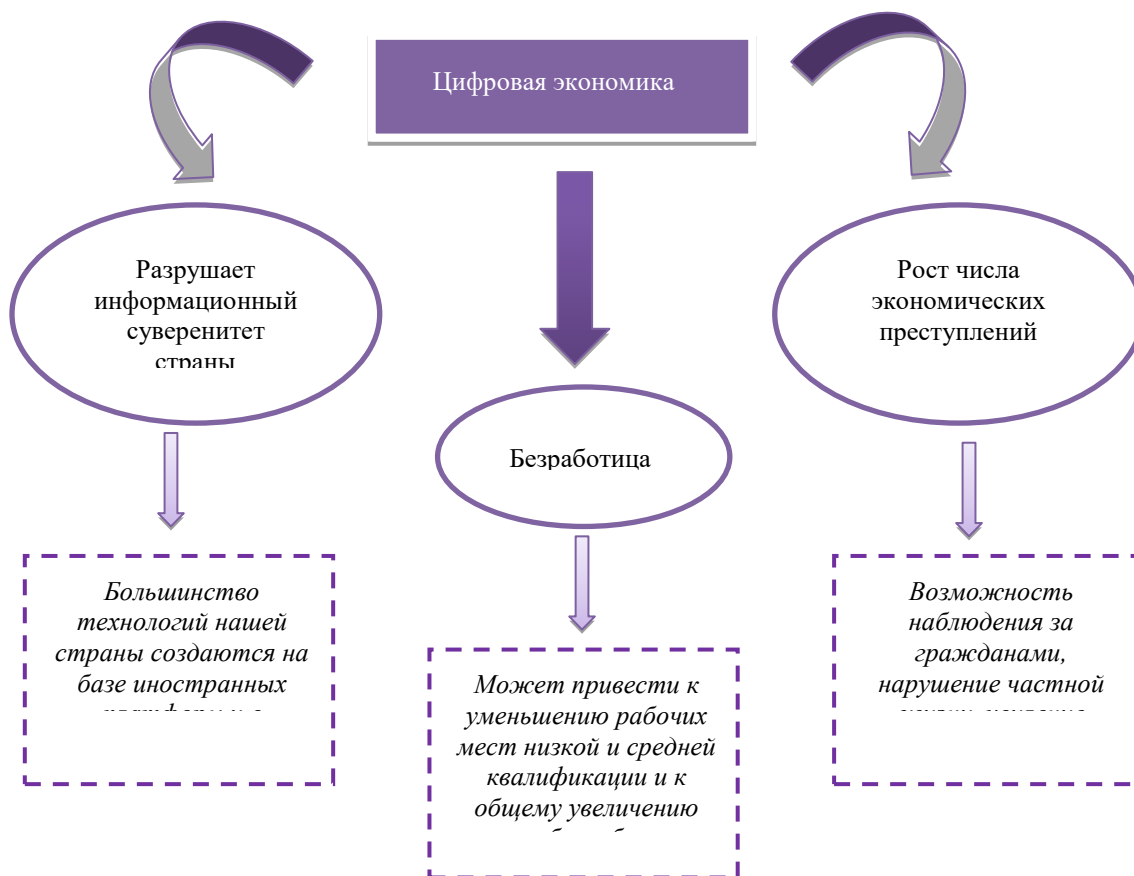 Цифровая экономика
Разрушает
информационный
суверенитет
страны
Рост числа
экономических
преступлений
Безработица
Большинство
технологий нашей
страны создаются на
базе иностранных
Возможность
наблюдения за
гражданами,
нарушение частной
Может привести к
уменьшению рабочих
мест низкой и средней
квалификации и к
общему увеличению